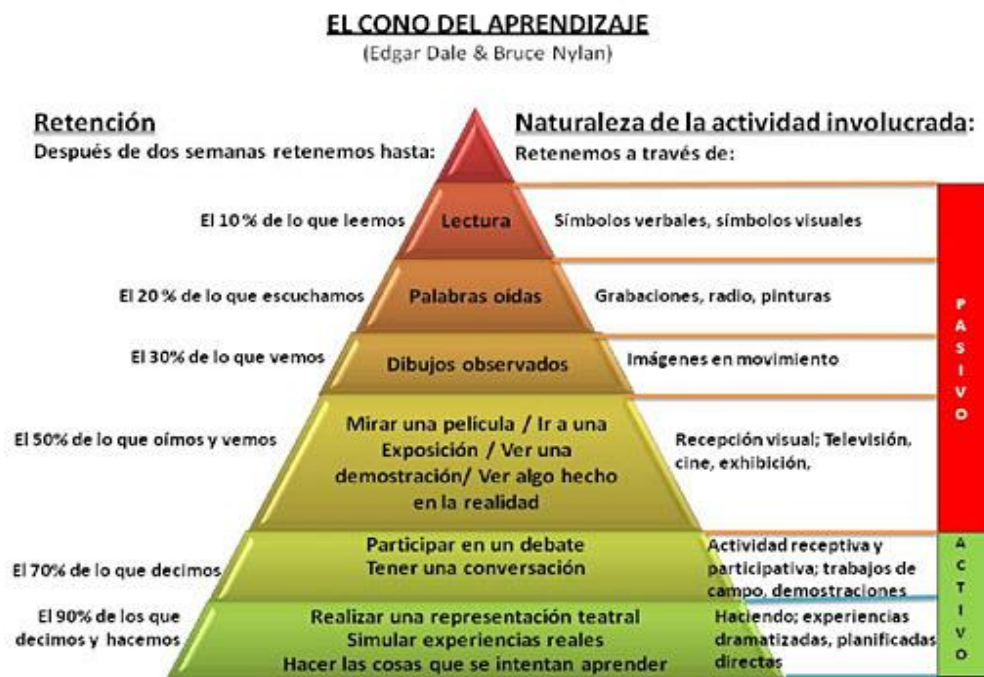 EL CONO DEL APRENDIZAJE
(Edgar Dale & Bruce Nylan)
Retención
Después de dos semanas retenemos hasta:
Naturaleza de la actividad involucrada:
Retenemos a través de:
El 10 % de lo que leemos
Lectura
Símbolos verbales, símbolos visuales
El 20 % de lo que escuchamos
Palabras oídas
Grabaciones, radio, pinturas
El 30% de lo que vemos
Dibujos observados
Imágenes en movimiento
El 50% de lo que oímos y vemos
Mirar una película / Ir a una
Exposición / Ver una
demostración/ Ver algo hecho
en la realidad
Recepción visual; Televisión,
cine, exhibición,
PASIVO
El 70% de lo que decimos
Participar en un debate
Tener una conversación
Actividad receptiva y
participativa; trabajos de
campo, demostraciones
El 90% de los que
decimos y hacemos
Realizar una representación teatral
Simular experiencias reales
Hacer las cosas que se intentan aprender
Haciendo; experiencias
dramatizadas, planificadas
directas
ACTIVO